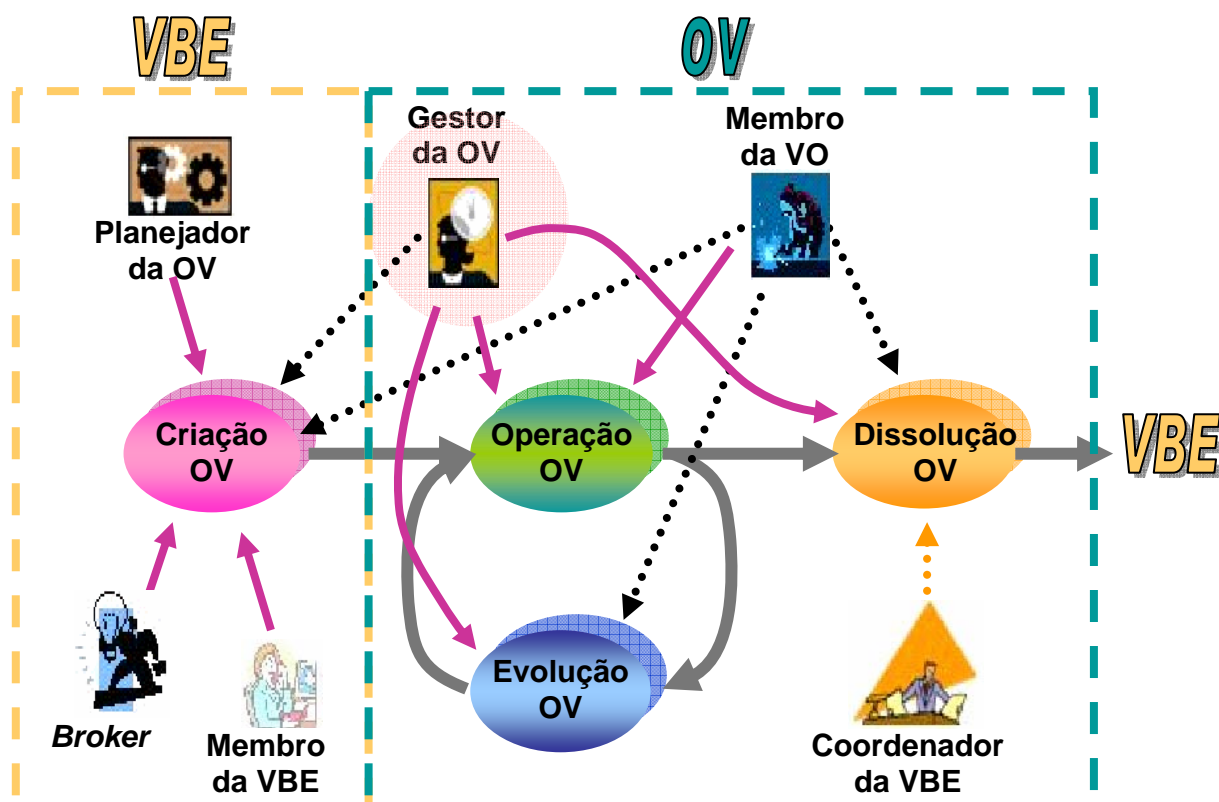 VBE
OV
Gestor
da OV
Membro
da VO
Planejador
da OV
Criação
OV
Operação
OV
Dissolução
OV
VBE
Evolução
OV
Broker
Membro
da VBE
Coordenador
da VBE